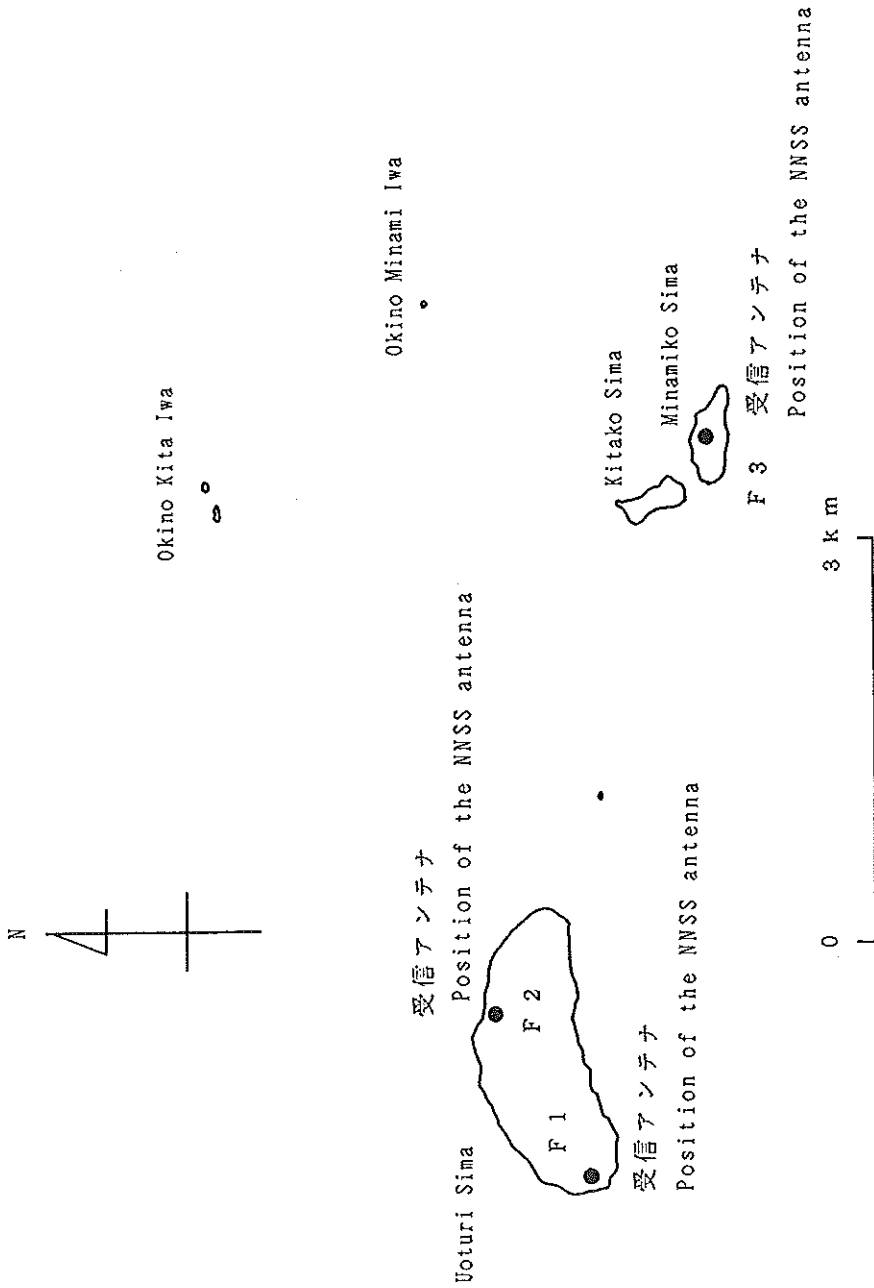 N
Okino Kita Iwa
Okino Minami Iwa
受信アンテナ
Position of the NNSS antenna
Uoturi Sima
F 2
F 1
受信アンテナ
Position of the NNSS antenna
Kitako Sima
Minamiko Sima
F 3 受信アンテナ
Position of the NNSS antenna
0
3 km